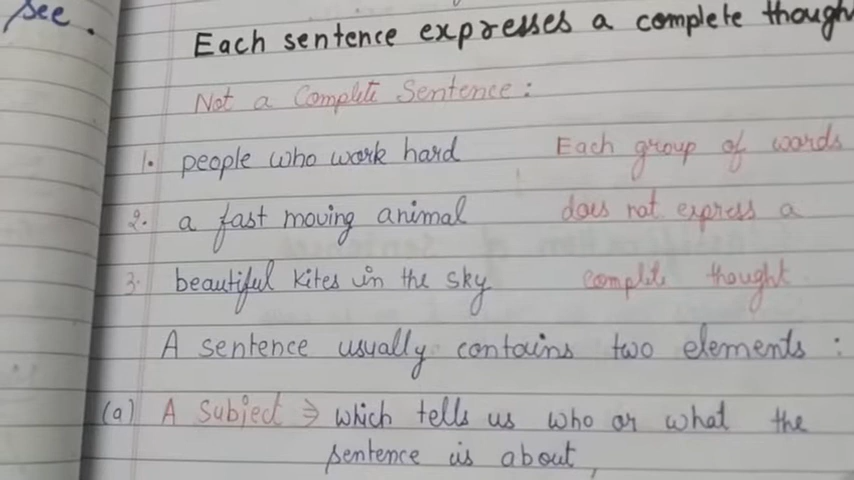 see.
Each sentence expresses a complete though
Not a Complete Sentence :
1. people who work hard Each group of words
2. a fast moving animal does not express a
3. beautiful kites in the sky complete thought
A sentence usually contains two elements :
(a) A Subject → which tells us who or what the
sentence is about,